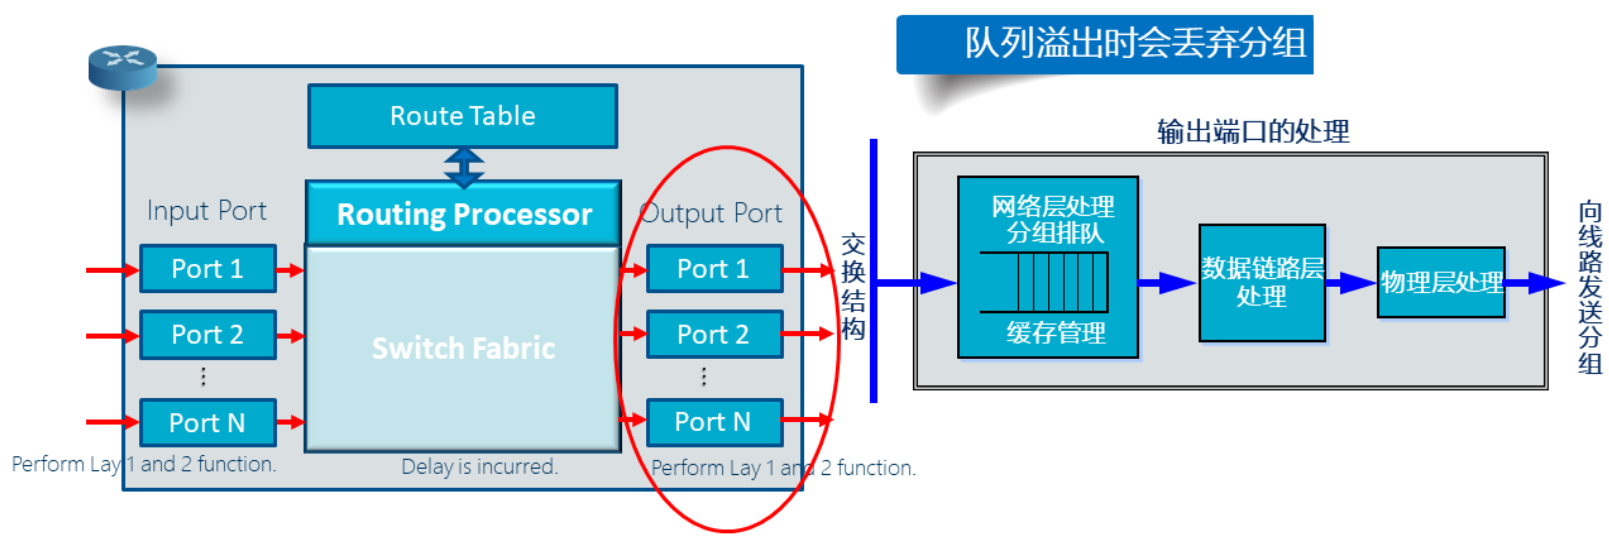 队列溢出时会丢弃分组
Route Table
Routing Processor
Switch Fabric
Input Port
Port 1
Port 2
Port N
Output Port
Port 1
Port 2
Port N
Perform Lay 1 and 2 function.
Delay is incurred.
Perform Lay 1 and 2 function.
交换结构
输出端口的处理
网络层处理
分组排队
缓存管理
数据链路层
处理
物理层处理
向线路发送分组